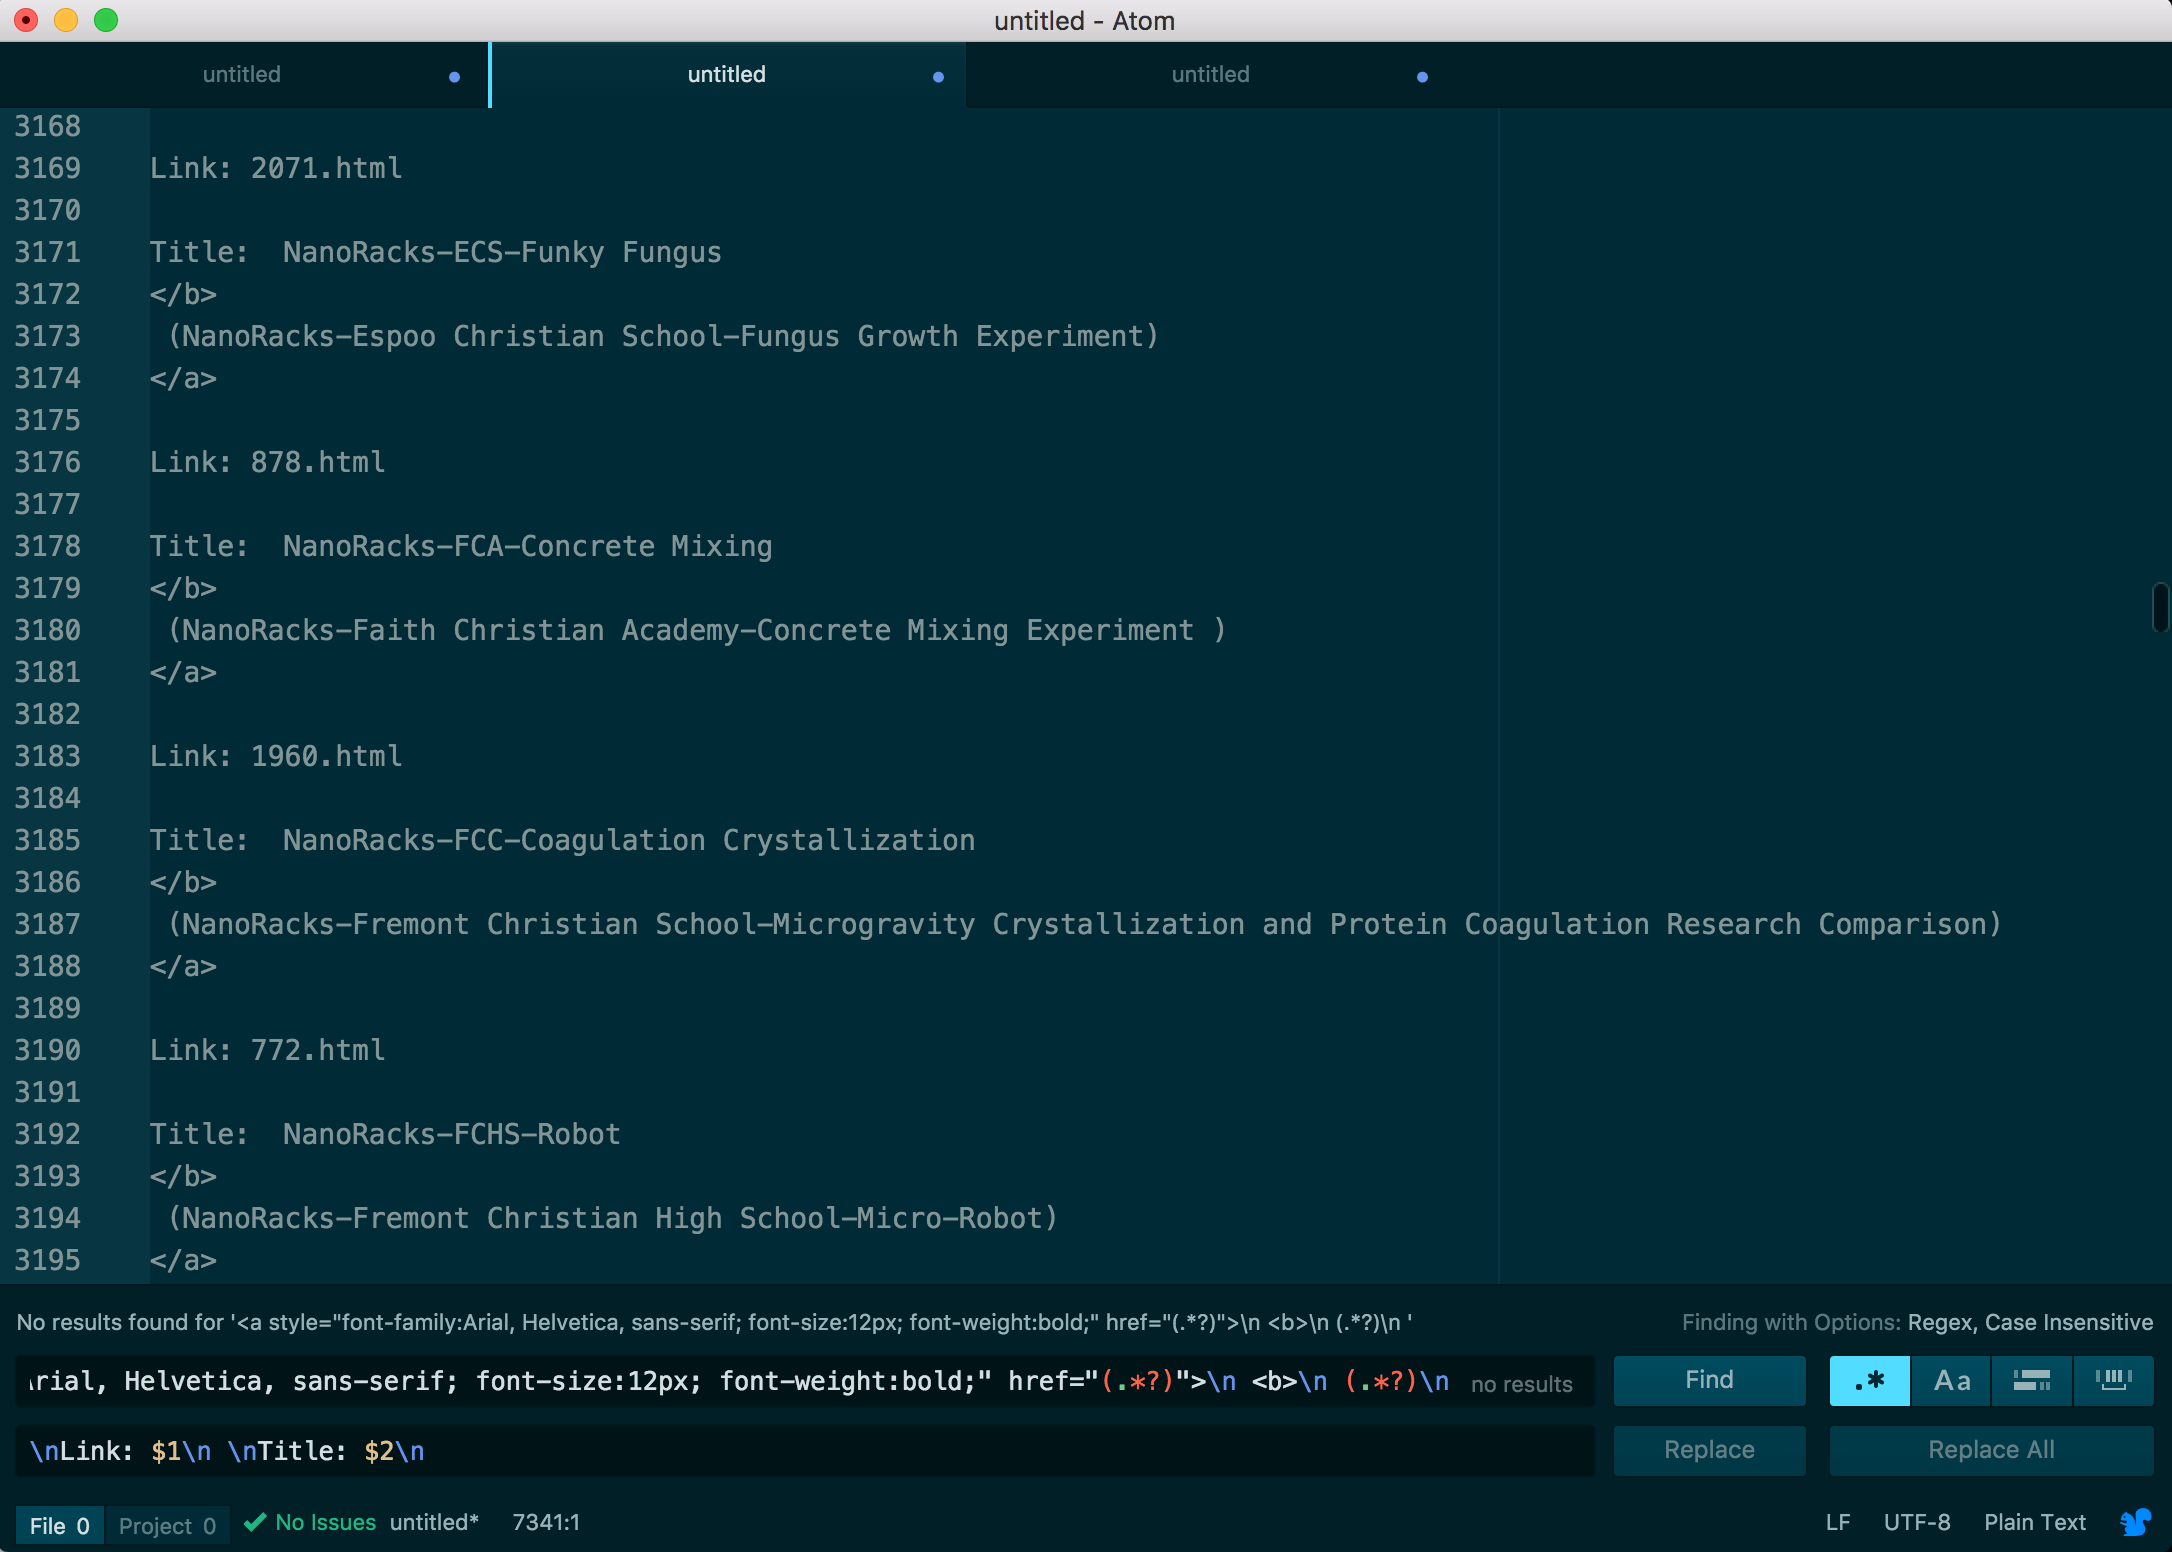 untitled - Atom
untitled untitled untitled
3168
3169 Link: 2071.html
3170
3171 Title:  NanoRacks-ECS-Funky Fungus
3172 </b>
3173  (NanoRacks-Espoo Christian School-Fungus Growth Experiment)
3174 </a>
3175
3176 Link: 878.html
3177
3178 Title:  NanoRacks-FCA-Concrete Mixing
3179 </b>
3180  (NanoRacks-Faith Christian Academy-Concrete Mixing Experiment )
3181 </a>
3182
3183 Link: 1960.html
3184
3185 Title:  NanoRacks-FCC-Coagulation Crystallization
3186 </b>
3187  (NanoRacks-Fremont Christian School-Microgravity Crystallization and Protein Coagulation Research Comparison)
3188 </a>
3189
3190 Link: 772.html
3191
3192 Title:  NanoRacks-FCHS-Robot
3193 </b>
3194  (NanoRacks-Fremont Christian High School-Micro-Robot)
3195 </a>
No results found for '<a style="font-family:Arial, Helvetica, sans-serif; font-size:12px; font-weight:bold;" href="(.*?)">\n <b>\n (.*?)\n ' Finding with Options: Regex, Case Insensitive
rial, Helvetica, sans-serif; font-size:12px; font-weight:bold;" href="(.*?)">\n <b>\n (.*?)\n no results Find .* Aa
\nLink: $1\n \nTitle: $2\n Replace Replace All
File 0 Project 0 No Issues untitled* 7341:1 LF UTF-8 Plain Text